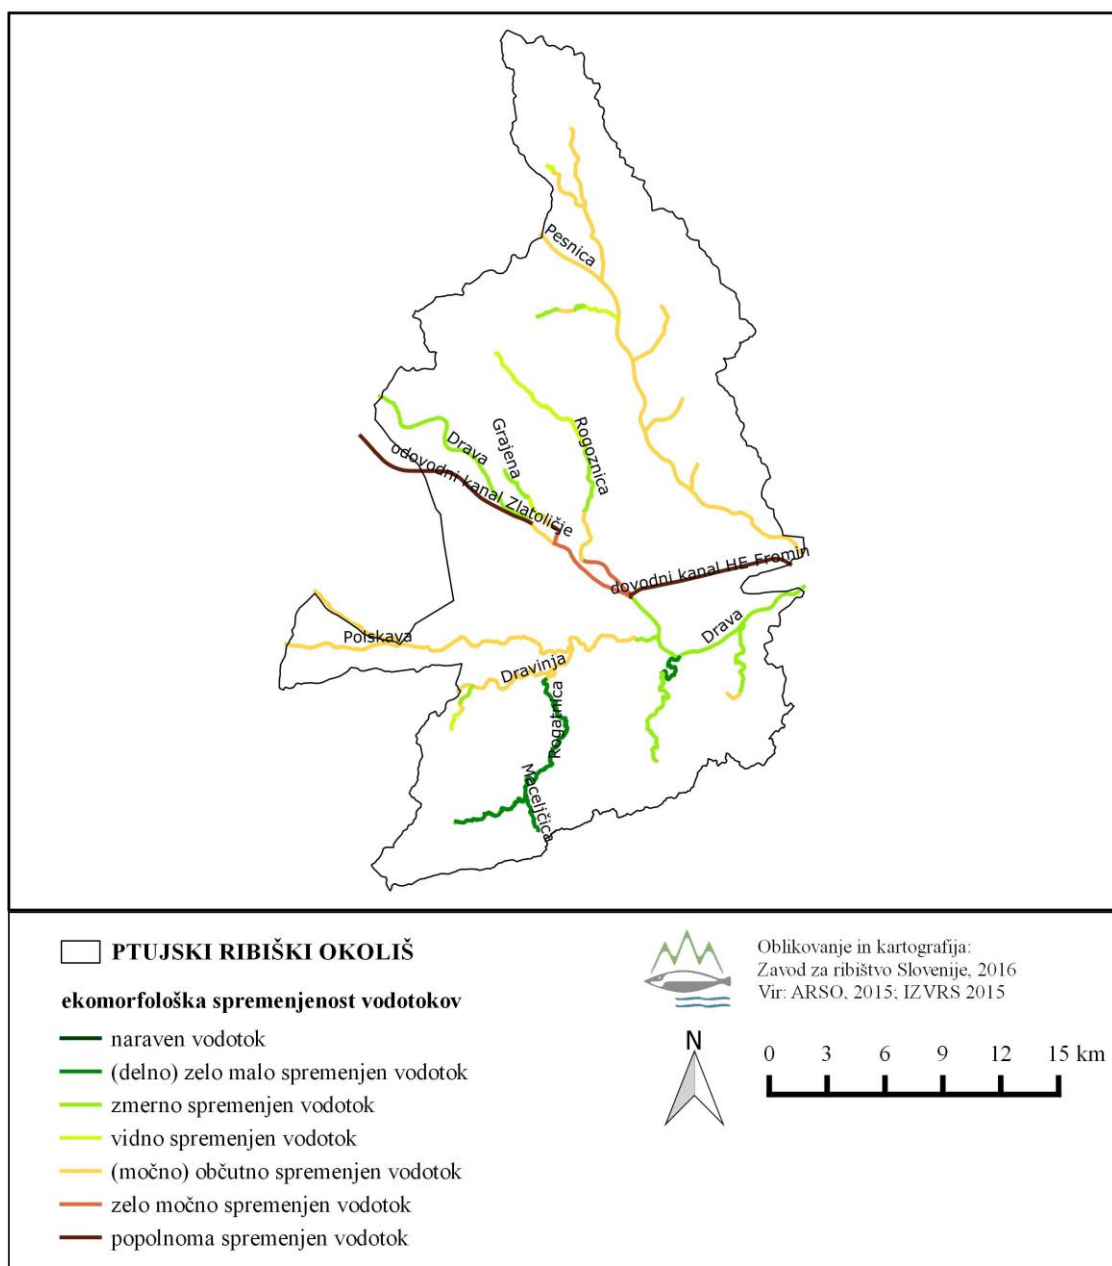 Pesnica
Rogoznica
Grajena
Drava
odovodni kanal Zlatoličje
dovodni kanal HE Fromin
Drava
Polskava
Dravinja
Rogatnica
Maceljčica
PTUJSKI RIBIŠKI OKOLIŠ
ekomorfološka spremenjenost vodotokov
naraven vodotok
(delno) zelo malo spremenjen vodotok
zmerno spremenjen vodotok
vidno spremenjen vodotok
(močno) občutno spremenjen vodotok
zelo močno spremenjen vodotok
popolnoma spremenjen vodotok
Oblikovanje in kartografija:
Zavod za ribištvo Slovenije, 2016
Vir: ARSO, 2015; IZVRS 2015
N
0 3 6 9 12 15 km